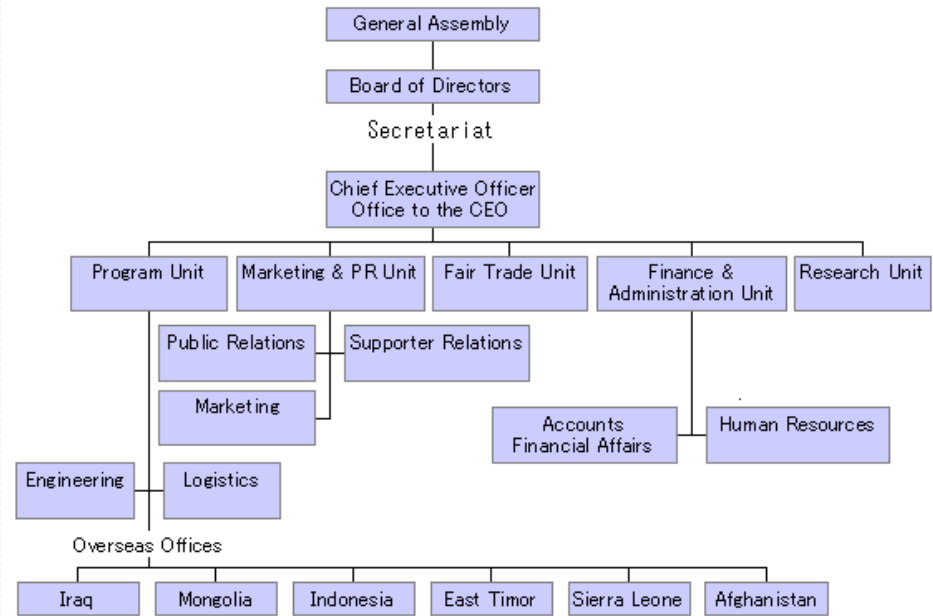 General Assembly
Board of Directors
Secretariat
Chief Executive Officer
Office to the CEO
Program Unit
Marketing & PR Unit
Fair Trade Unit
Finance &
Administration Unit
Research Unit
Public Relations
Supporter Relations
Marketing
Accounts
Financial Affairs
Human Resources
Engineering
Logistics
Overseas Offices
Iraq
Mongolia
Indonesia
East Timor
Sierra Leone
Afghanistan